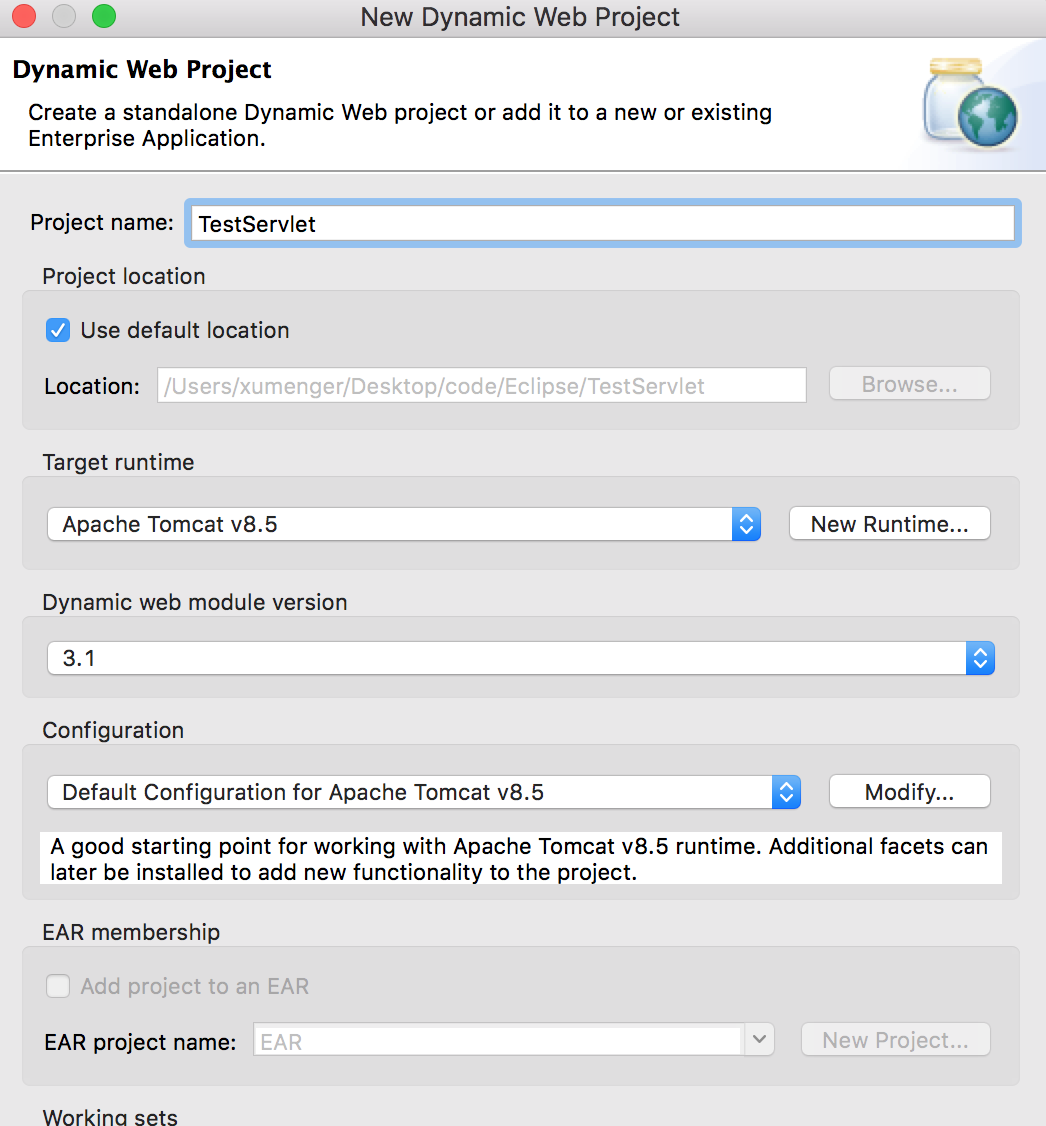 New Dynamic Web Project
Dynamic Web Project
Create a standalone Dynamic Web project or add it to a new or existing
Enterprise Application.
Project name: TestServlet
Project location
Use default location
Location: /Users/xumenger/Desktop/code/Eclipse/TestServlet Browse...
Target runtime
Apache Tomcat v8.5 New Runtime...
Dynamic web module version
3.1
Configuration
Default Configuration for Apache Tomcat v8.5 Modify...
A good starting point for working with Apache Tomcat v8.5 runtime. Additional facets can
later be installed to add new functionality to the project.
EAR membership
Add project to an EAR
EAR project name: EAR New Project...
Working sets